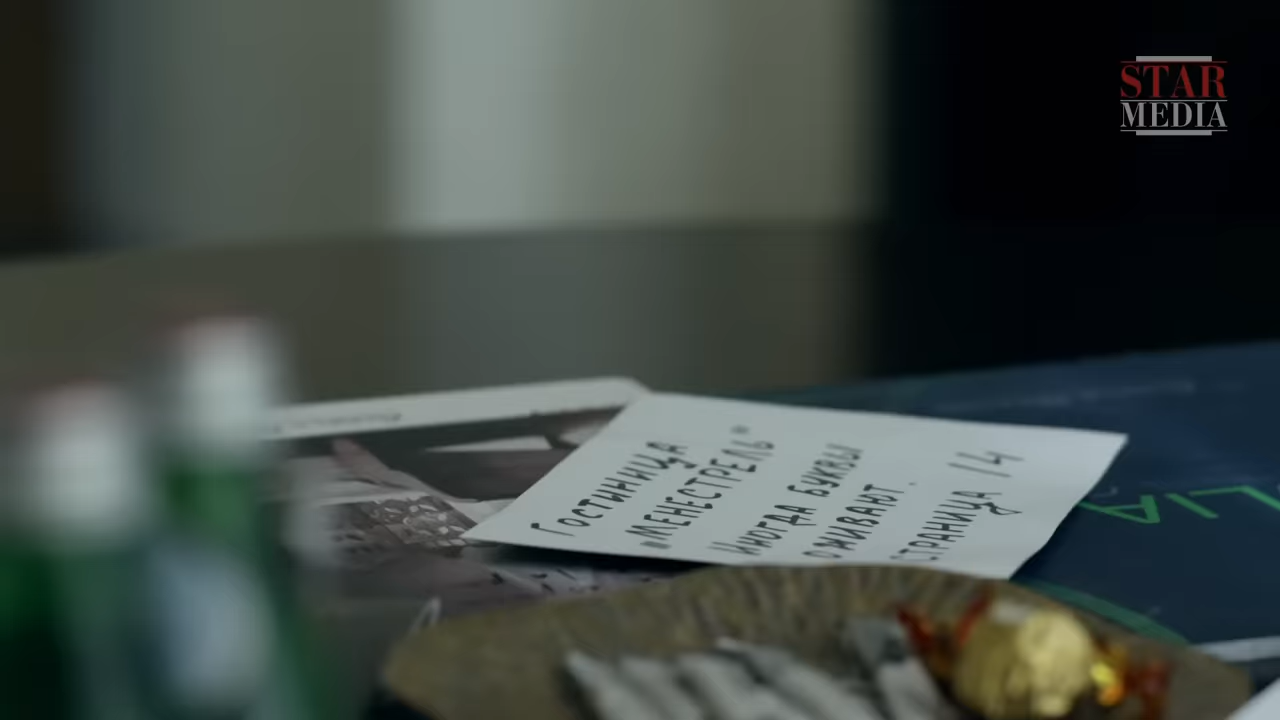 STAR
MEDIA
Гостиница
"МЕНЕСТРЕЛЬ"
Иногда буквы
оживают.
Страница 14